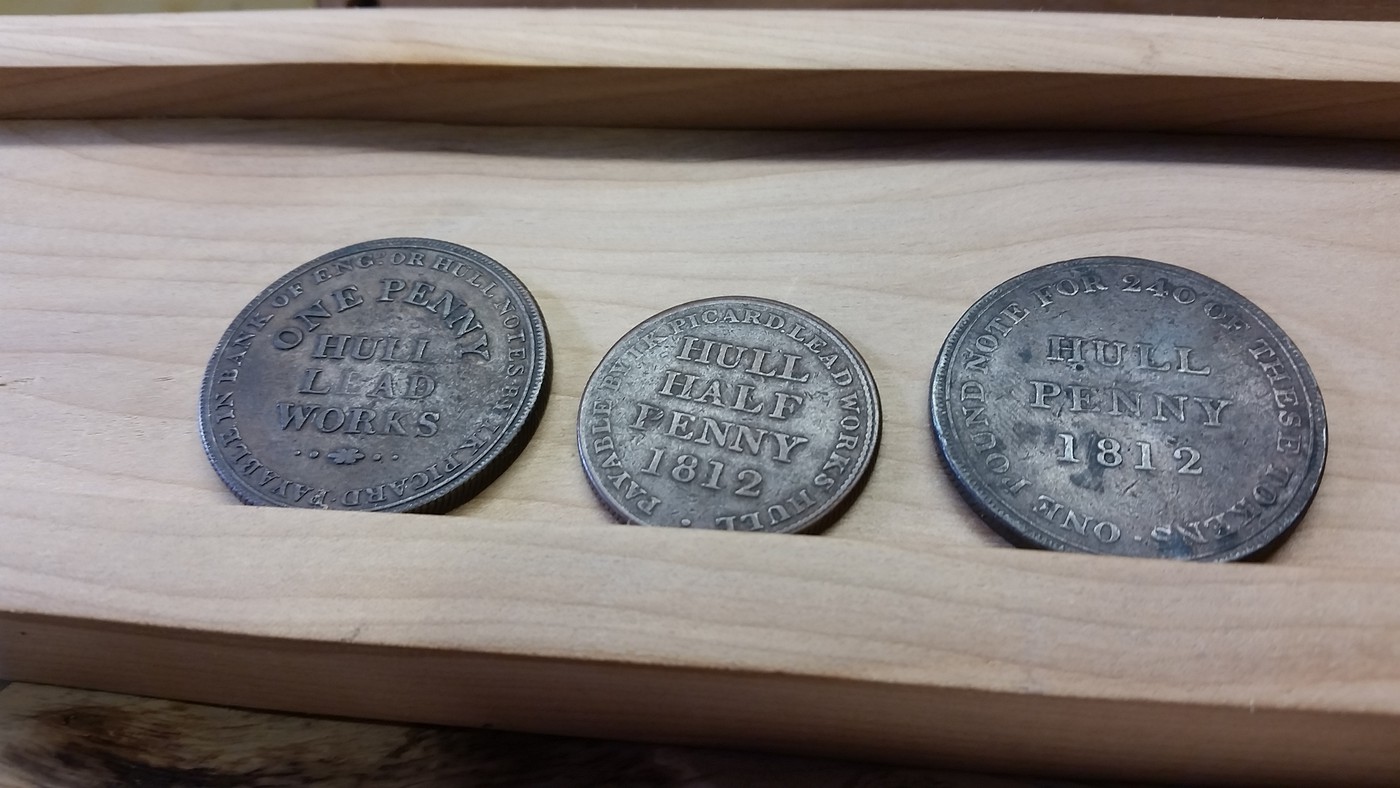 PAYABLE IN BANK OF ENG: OR HULL NOTES BY I.K. PICARD
ONE PENNY
HULL
LEAD
WORKS
PAYABLE BY I.K. PICARD. LEAD WORKS HULL
HULL
HALF
PENNY
1812
ONE POUND NOTE FOR 240 OF THESE TOKENS
HULL
PENNY
1812